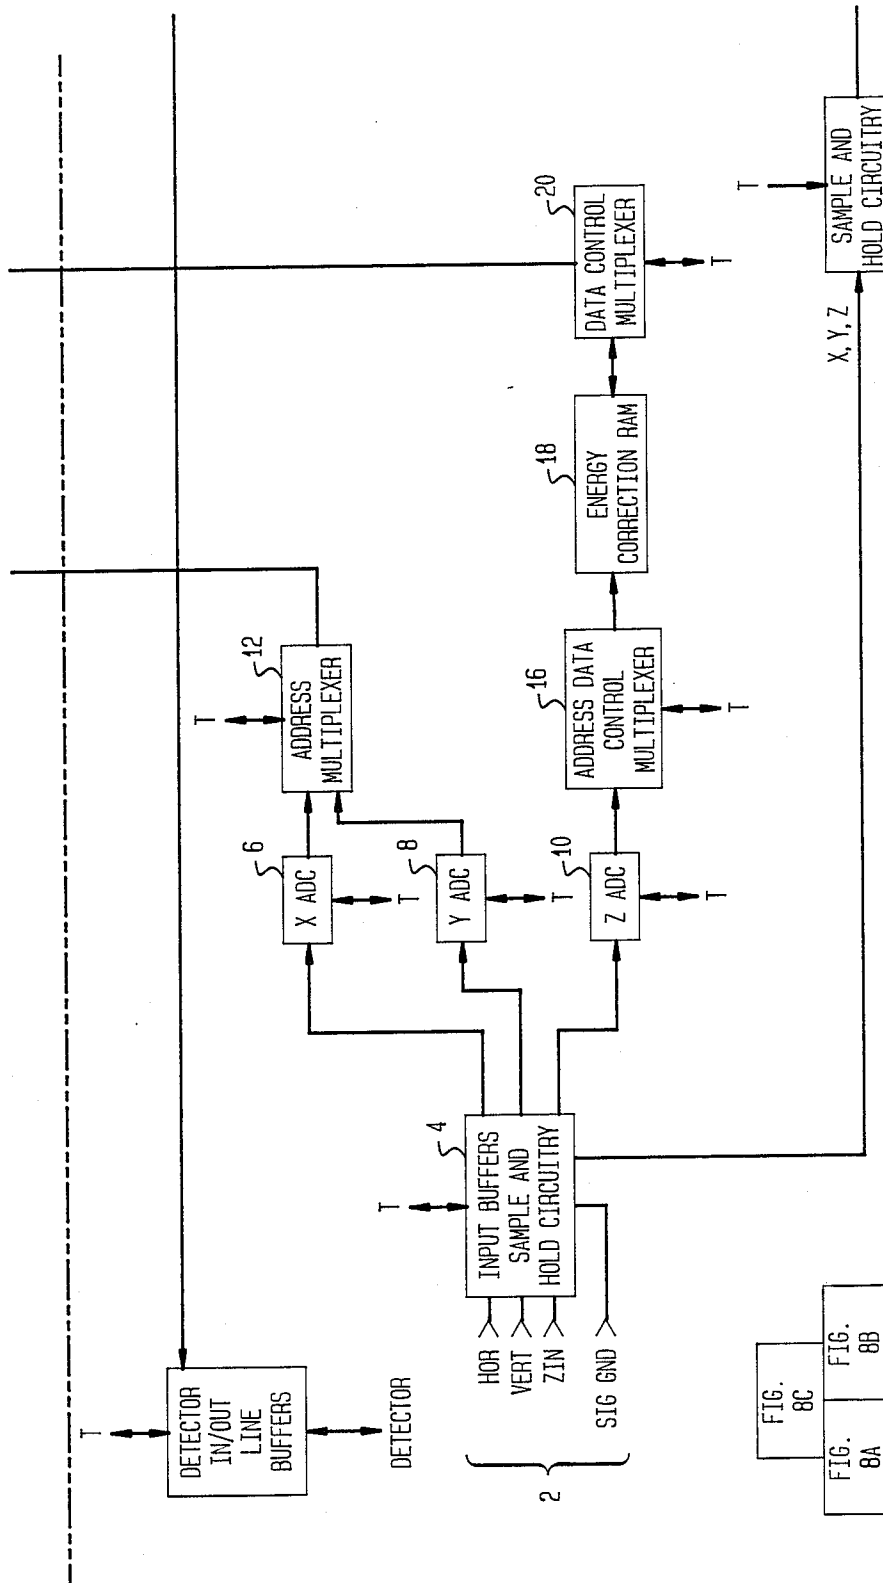 T
DETECTOR
IN/OUT
LINE
BUFFERS
DETECTOR
2
HOR
VERT
ZIN
SIG GND
T
4
INPUT BUFFERS
SAMPLE AND
HOLD CIRCUITRY
6
X ADC
T
8
Y ADC
T
10
Z ADC
T
T
12
ADDRESS
MULTIPLEXER
16
ADDRESS DATA
CONTROL
MULTIPLEXER
T
18
ENERGY
CORRECTION RAM
20
DATA CONTROL
MULTIPLEXER
T
X, Y, Z
T
SAMPLE AND
HOLD CIRCUITRY
FIG.
8C
FIG.
8A
FIG.
8B